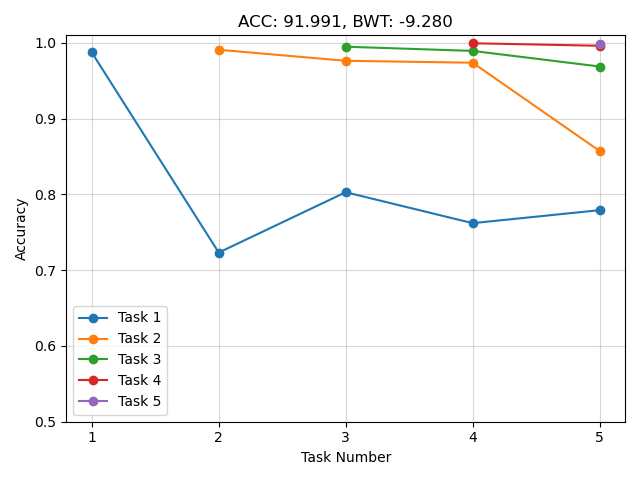 ACC: 91.991, BWT: -9.280
1.0
0.9
0.8
0.7
0.6
0.5
Accuracy
Task 1
Task 2
Task 3
Task 4
Task 5
1 2 3 4 5
Task Number